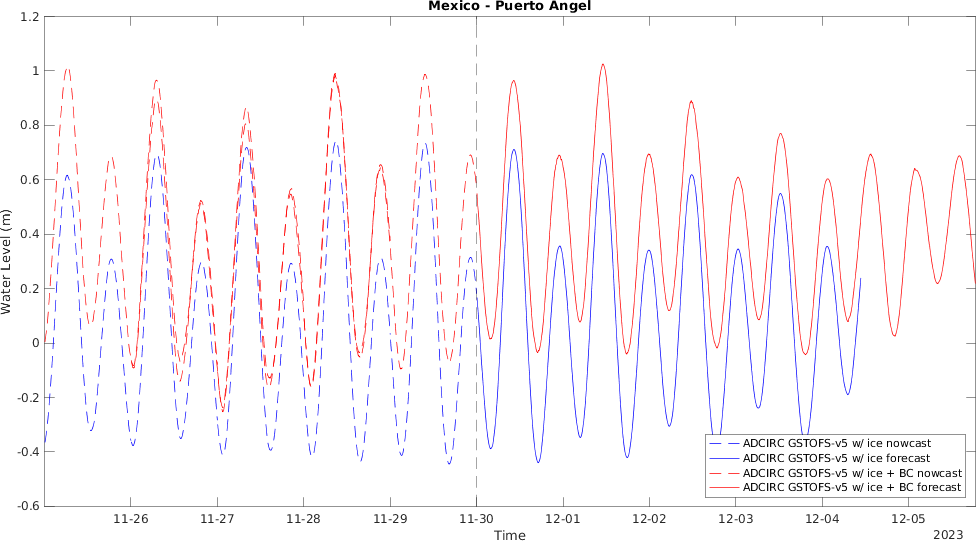 Mexico - Puerto Angel
1.2
1
0.8
0.6
0.4
0.2
0
-0.2
-0.4
-0.6
Water Level (m)
11-26 11-27 11-28 11-29 11-30 12-01 12-02 12-03 12-04 12-05
Time
2023
ADCIRC GSTOFS-v5 w/ ice nowcast
ADCIRC GSTOFS-v5 w/ ice forecast
ADCIRC GSTOFS-v5 w/ ice + BC nowcast
ADCIRC GSTOFS-v5 w/ ice + BC forecast